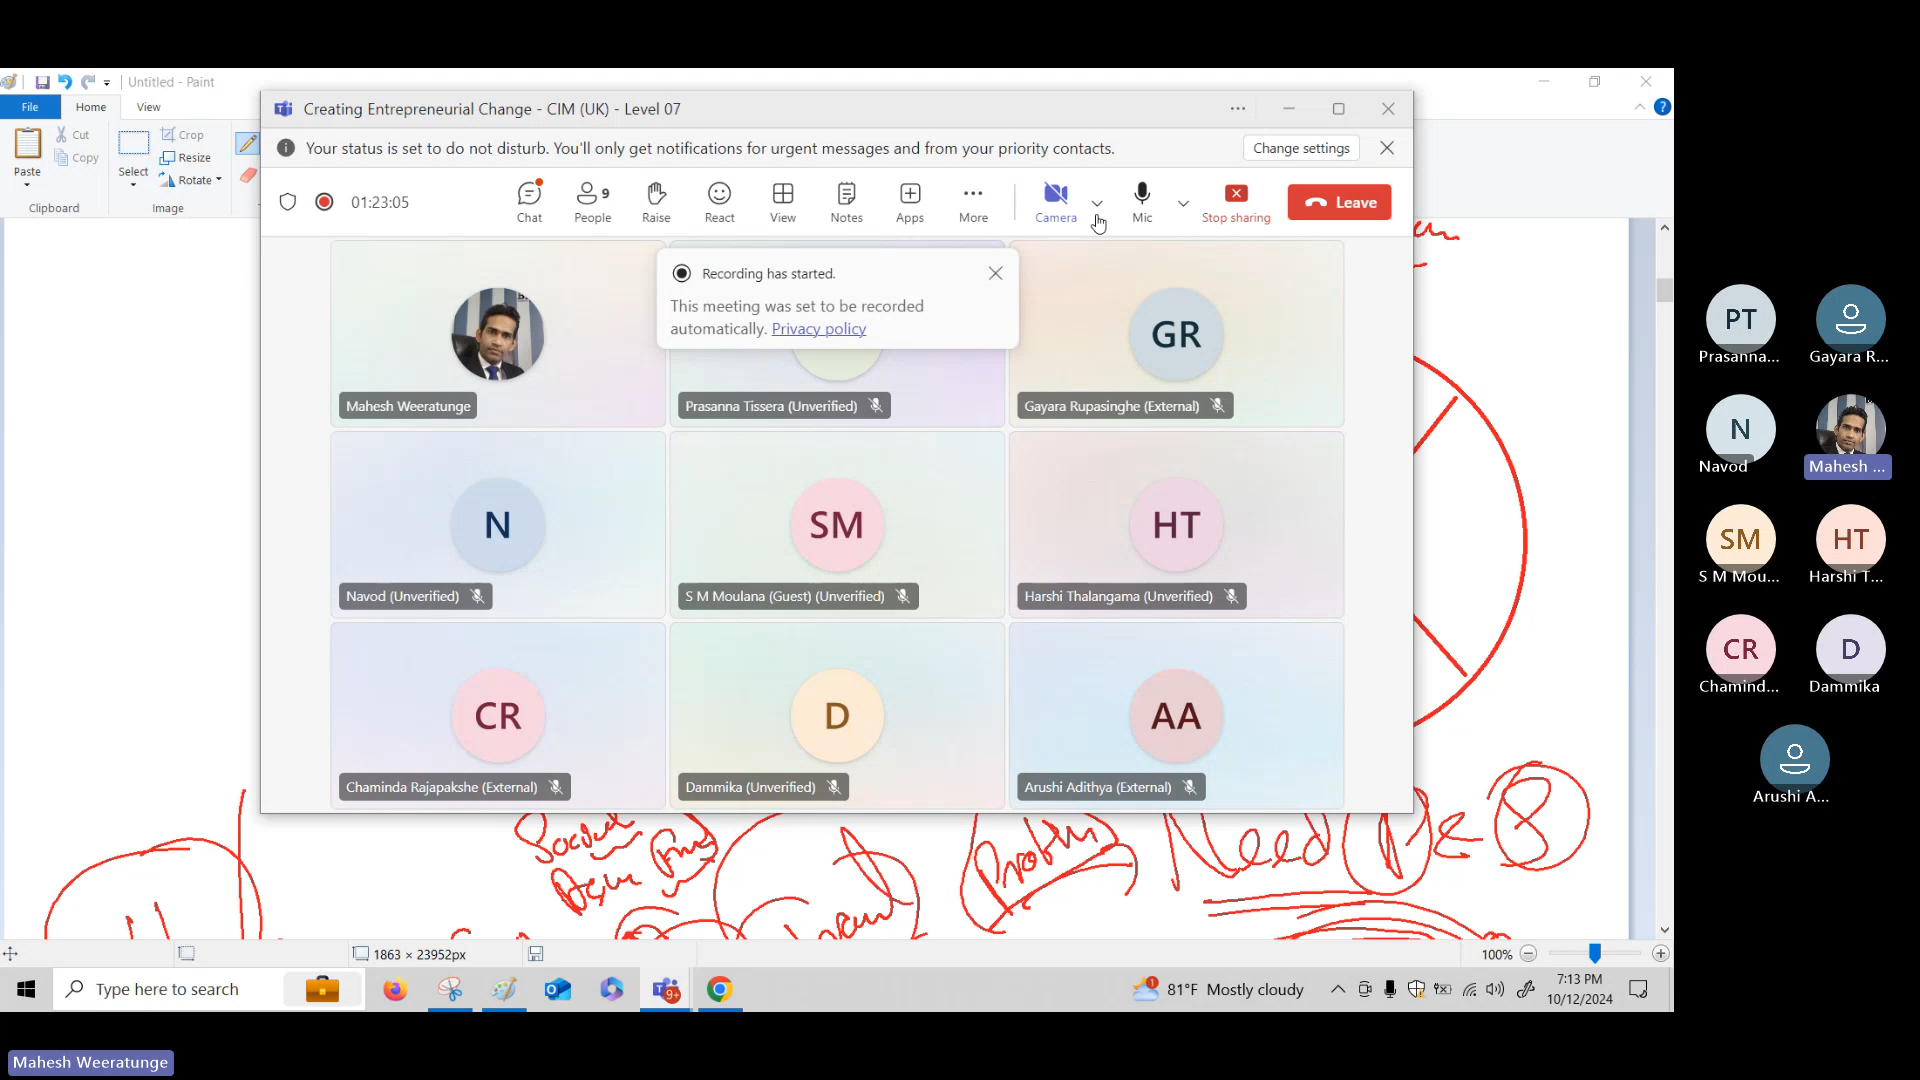 Untitled - Paint
File Home View
Paste
Cut
Copy
Clipboard
Select
Crop
Resize
Rotate
Image
Creating Entrepreneurial Change - CIM (UK) - Level 07
Your status is set to do not disturb. You'll only get notifications for urgent messages and from your priority contacts.
Change settings
01:23:05
Chat
9
People
Raise
React
View
Notes
Apps
More
Camera
Mic
Stop sharing
Leave
Recording has started.
This meeting was set to be recorded
automatically. Privacy policy
Mahesh Weeratunge
Prasanna Tissera (Unverified)
GR
Gayara Rupasinghe (External)
N
Navod (Unverified)
SM
S M Moulana (Guest) (Unverified)
HT
Harshi Thalangama (Unverified)
CR
Chaminda Rajapakshe (External)
D
Dammika (Unverified)
AA
Arushi Adithya (External)
PT
Prasanna...
Gayara R...
N
Navod
Mahesh ...
SM
S M Mou...
HT
Harshi T...
CR
Chamind...
D
Dammika
Arushi A...
Problem
Need
8
1863 × 23952px
100%
Type here to search
9+
1
81°F Mostly cloudy
7:13 PM
10/12/2024
Mahesh Weeratunge